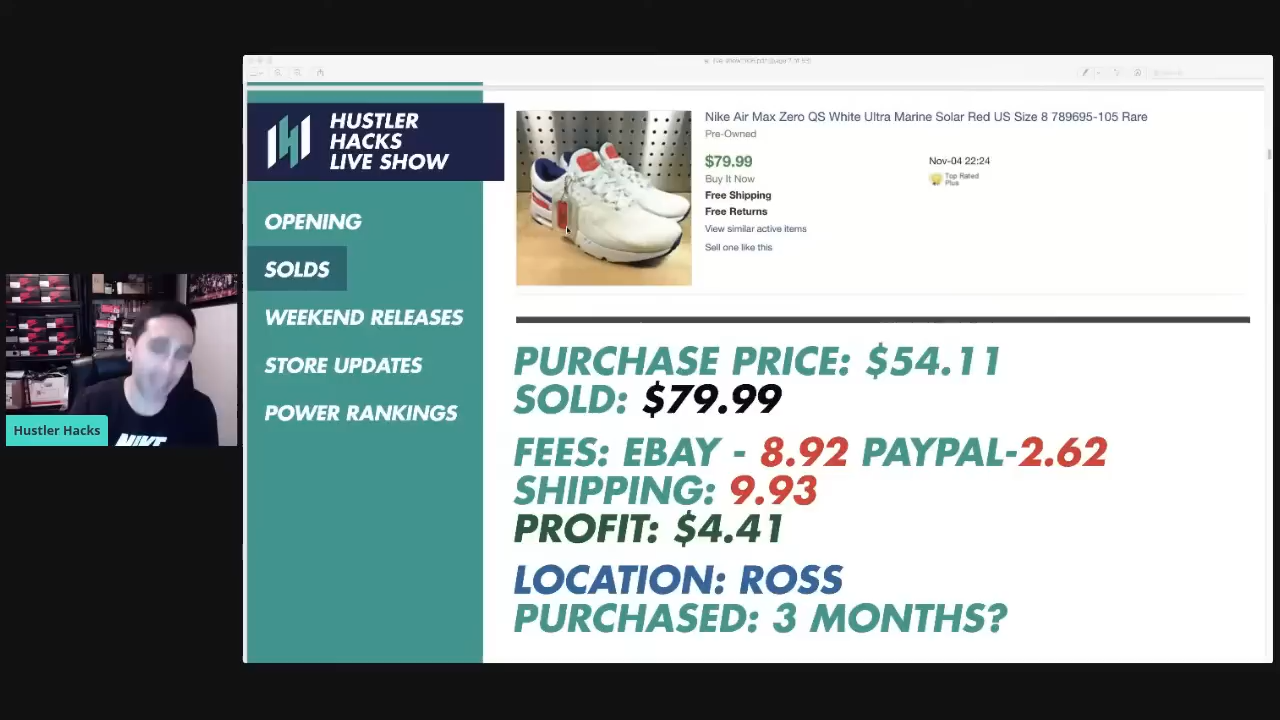 HUSTLER
HACKS
LIVE SHOW
OPENING
SOLDS
WEEKEND RELEASES
STORE UPDATES
POWER RANKINGS
Nike Air Max Zero QS White Ultra Marine Solar Red US Size 8 789695-105 Rare
Pre-Owned
$79.99
Buy It Now
Free Shipping
Free Returns
View similar active items
Sell one like this
Nov-04 22:24
Top Rated
Plus
PURCHASE PRICE: $54.11
SOLD: $79.99
FEES: EBAY - 8.92 PAYPAL-2.62
SHIPPING: 9.93
PROFIT: $4.41
LOCATION: ROSS
PURCHASED: 3 MONTHS?
Hustler Hacks
NIKE